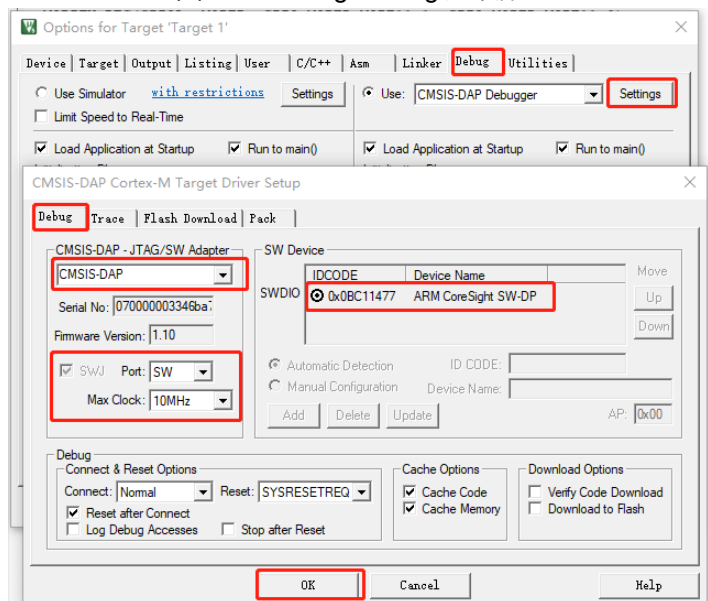 Options for Target 'Target 1'
Device Target Output Listing User C/C++ Asm Linker Debug Utilities
Use Simulator with restrictions Settings Use: CMSIS-DAP Debugger Settings
Limit Speed to Real-Time
Load Application at Startup Run to main() Load Application at Startup Run to main()
CMSIS-DAP Cortex-M Target Driver Setup
Debug Trace Flash Download Pack
CMSIS-DAP - JTAG/SW Adapter SW Device
CMSIS-DAP IDCODE Device Name Move
SWDIO 0x0BC11477 ARM CoreSight SW-DP Up
Serial No: 070000003346ba
Firmware Version: 1.10 Down
SWJ Port: SW Automatic Detection ID CODE:
Max Clock: 10MHz Manual Configuration Device Name:
Add Delete Update AP: 0x00
Debug
Connect & Reset Options Cache Options Download Options
Connect: Normal Reset: SYSRESETREQ Cache Code Verify Code Download
Reset after Connect Cache Memory Download to Flash
Log Debug Accesses Stop after Reset
OK Cancel Help